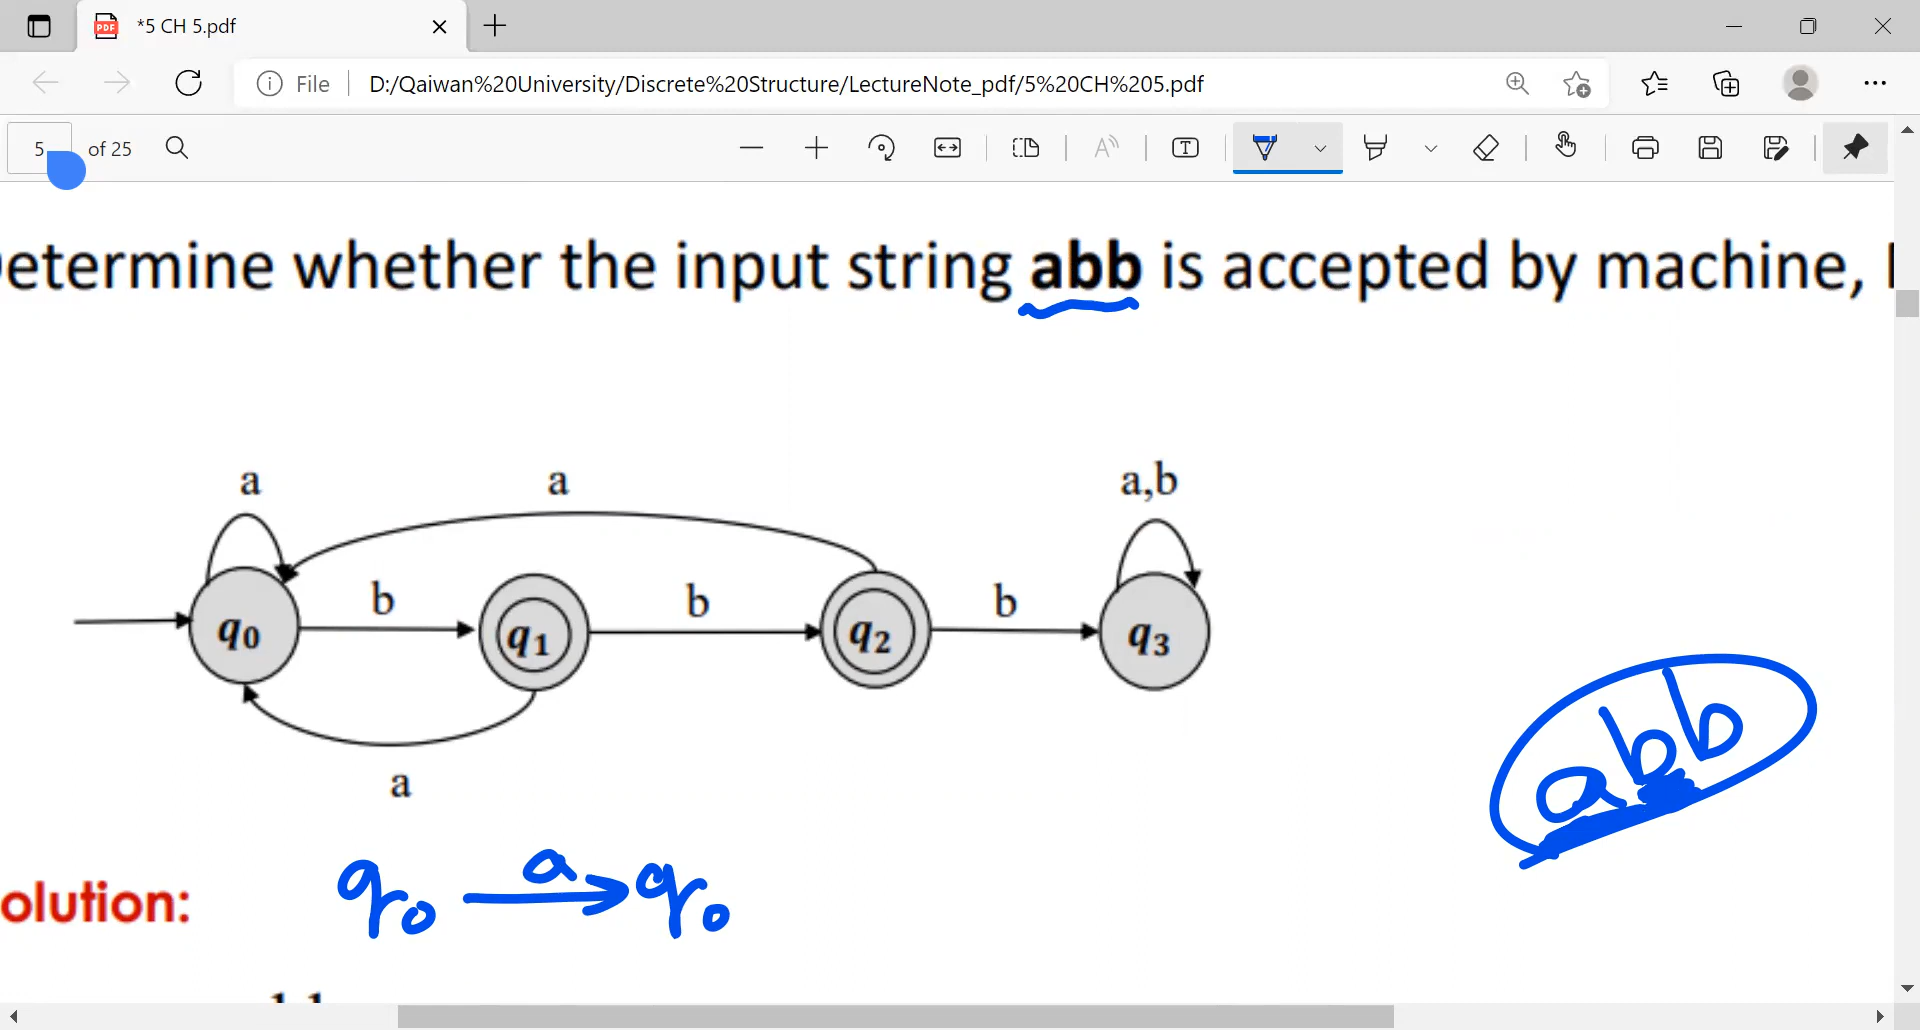 *5 CH 5.pdf
File D:/Qaiwan%20University/Discrete%20Structure/LectureNote_pdf/5%20CH%205.pdf
5 of 25
etermine whether the input string abb is accepted by machine,
a a a,b
b b b
q0 q1 q2 q3
abb
a
olution: q0 a q0